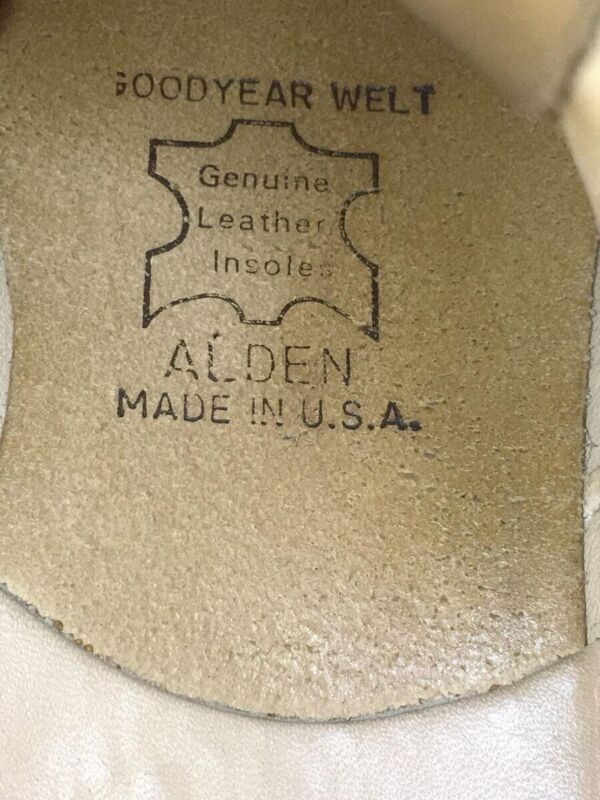 GOODYEAR WELT
Genuine
Leather
Insoles
ALDEN
MADE IN U.S.A.